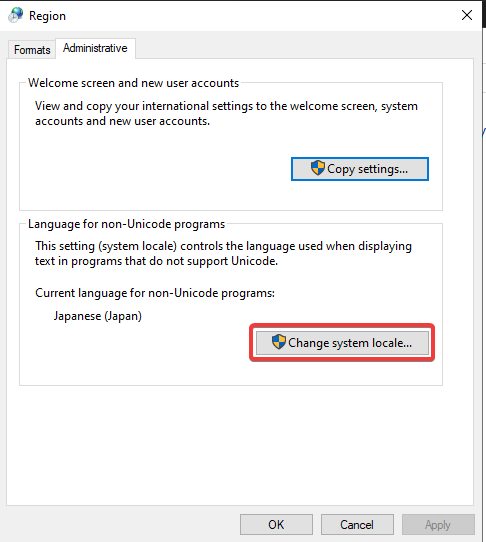 Region
Formats
Administrative
Welcome screen and new user accounts
View and copy your international settings to the welcome screen, system
accounts and new user accounts.
Copy settings...
Language for non-Unicode programs
This setting (system locale) controls the language used when displaying
text in programs that do not support Unicode.
Current language for non-Unicode programs:
Japanese (Japan)
Change system locale...
OK
Cancel
Apply